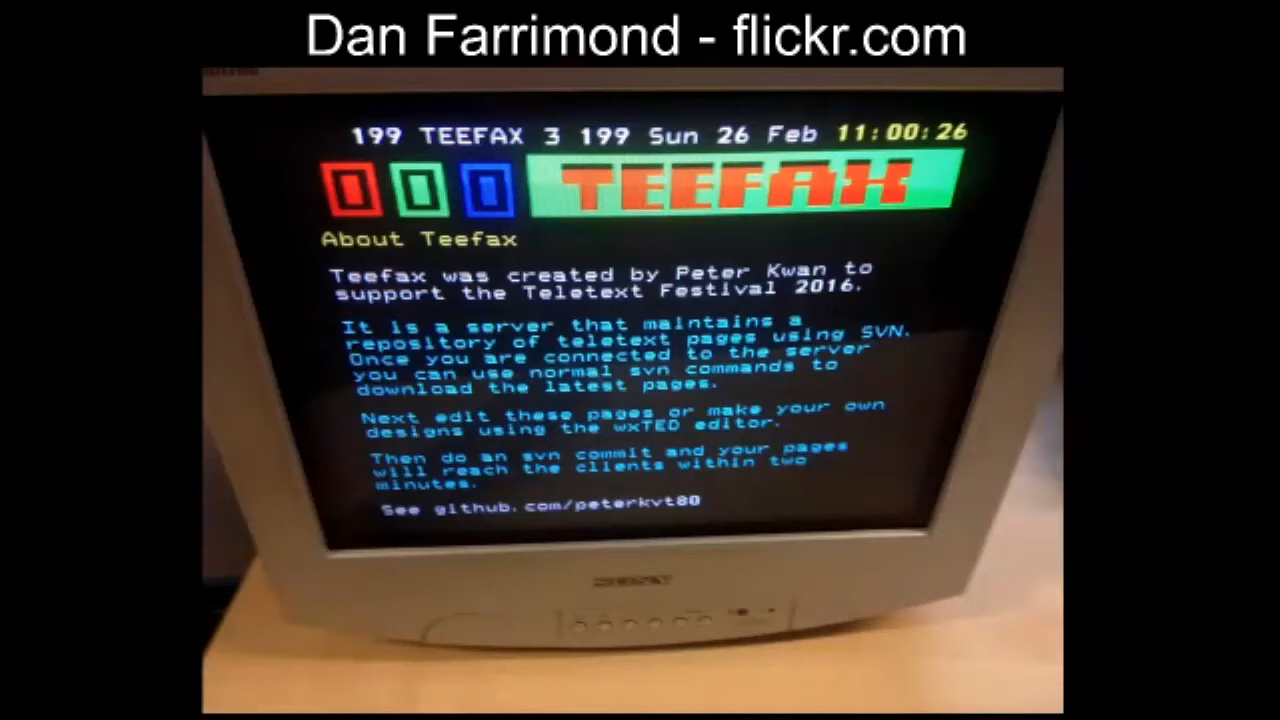 Dan Farrimond - flickr.com
199 TEEFAX 3 199 Sun 26 Feb 11:00:26
TEEFAX
About Teefax
Teefax was created by Peter Kwan to
support the Teletext Festival 2016.
It is a server that maintains a
repository of teletext pages using SVN.
Once you are connected to the server
you can use normal svn commands to
download the latest pages.
Next edit these pages or make your own
designs using the wxTED editor.
Then do an svn commit and your pages
will reach the clients within two
minutes.
See github.com/peterkvt80
SONY